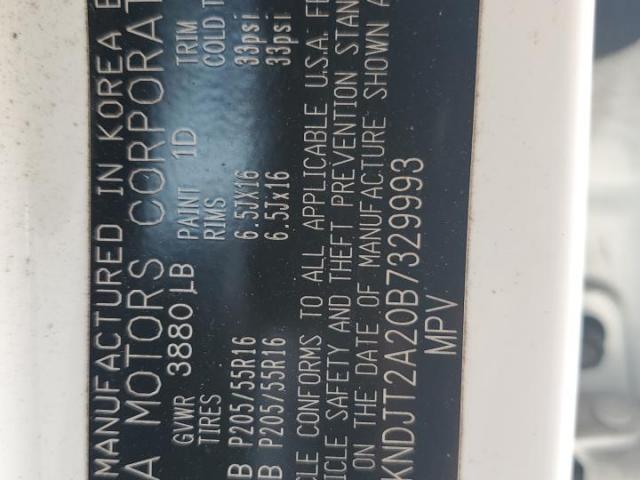 MANUFACTURED IN KOREA B
A MOTORS CORPORAT
GVWR 3880 LB PAINT 1D TRIM
TIRES RIMS COLD T
B P205/55R16 6.5Jx16 33psi
B P205/55R16 6.5Jx16 33psi
CLE CONFORMS TO ALL APPLICABLE U.S.A. F
ICLE SAFETY AND THEFT PREVENTION STAN
ON THE DATE OF MANUFACTURE SHOWN A
KNDJT2A20B7329993
MPV